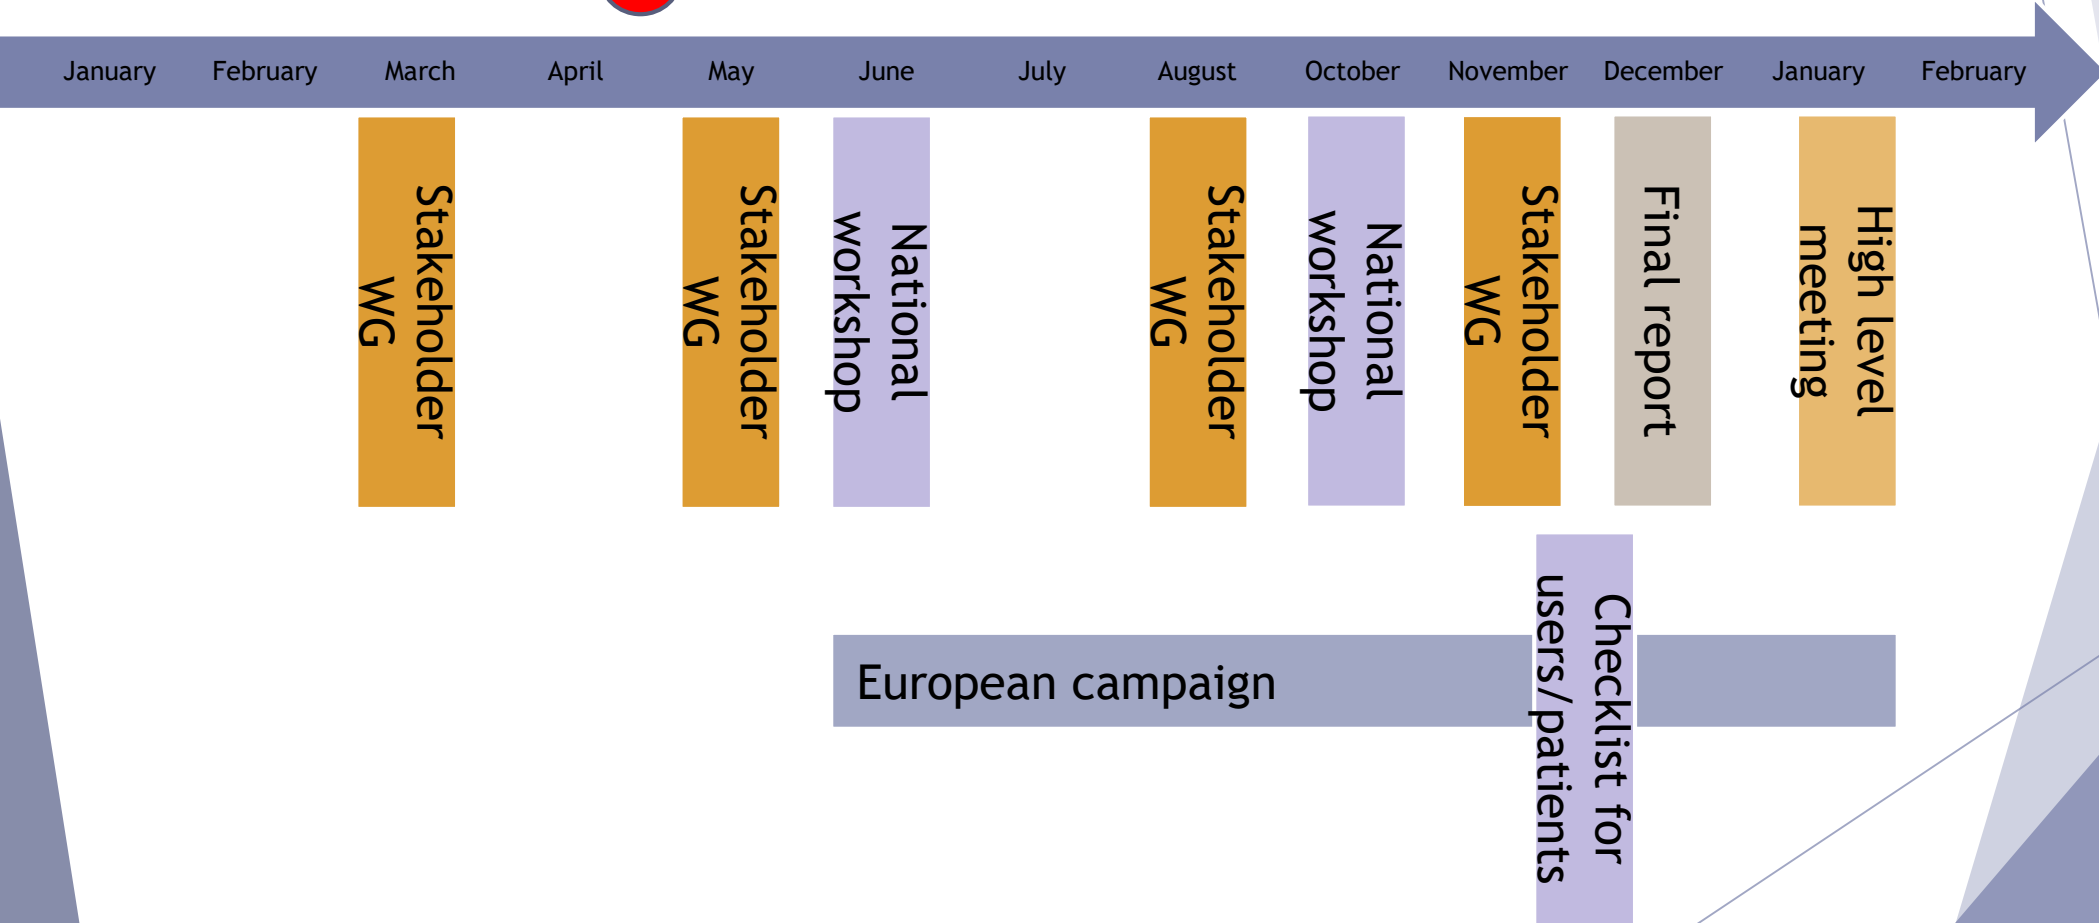 January February March April May June July August October November December January February
Stakeholder
WG
Stakeholder
WG
National
workshop
Stakeholder
WG
National
workshop
Stakeholder
WG
Final report
High level
meeting
European campaign
Checklist for
users/patients